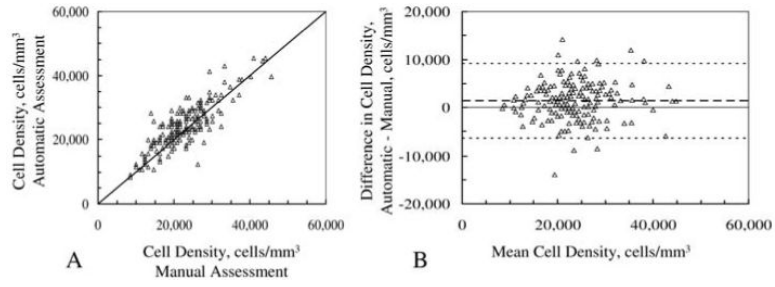 60,000
40,000
20,000
0
Cell Density, cells/mm³
Automatic Assessment
0 20,000 40,000 60,000
Cell Density, cells/mm³
Manual Assessment
A
20,000
10,000
0
-10,000
-20,000
Difference in Cell Density,
Automatic - Manual, cells/mm³
0 20,000 40,000 60,000
Mean Cell Density, cells/mm³
B